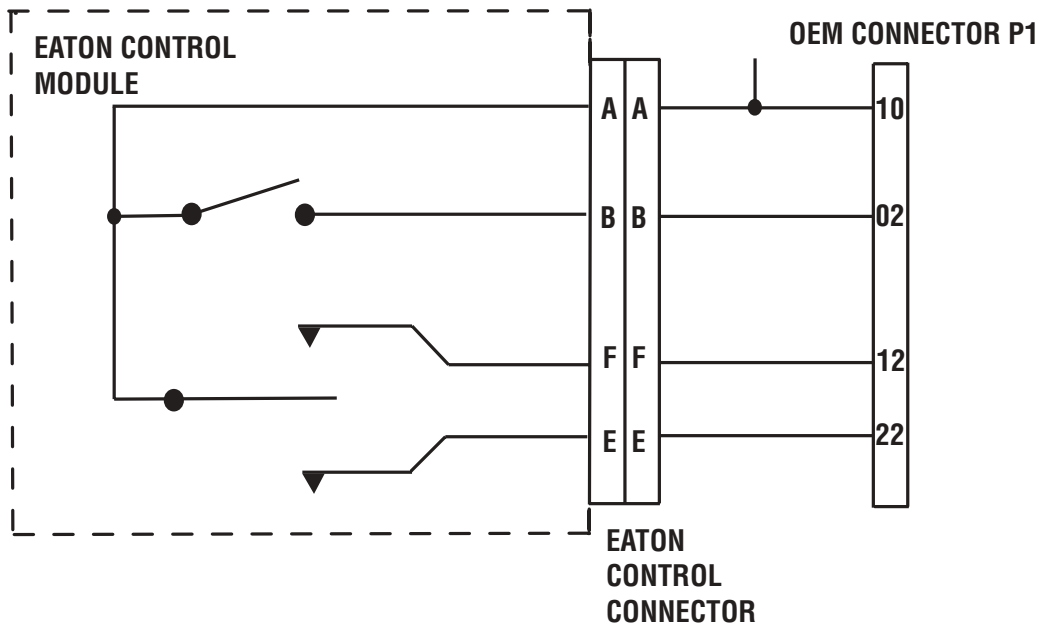 EATON CONTROL
MODULE
OEM CONNECTOR P1
A A 10
B B 02
F F 12
E E 22
EATON
CONTROL
CONNECTOR